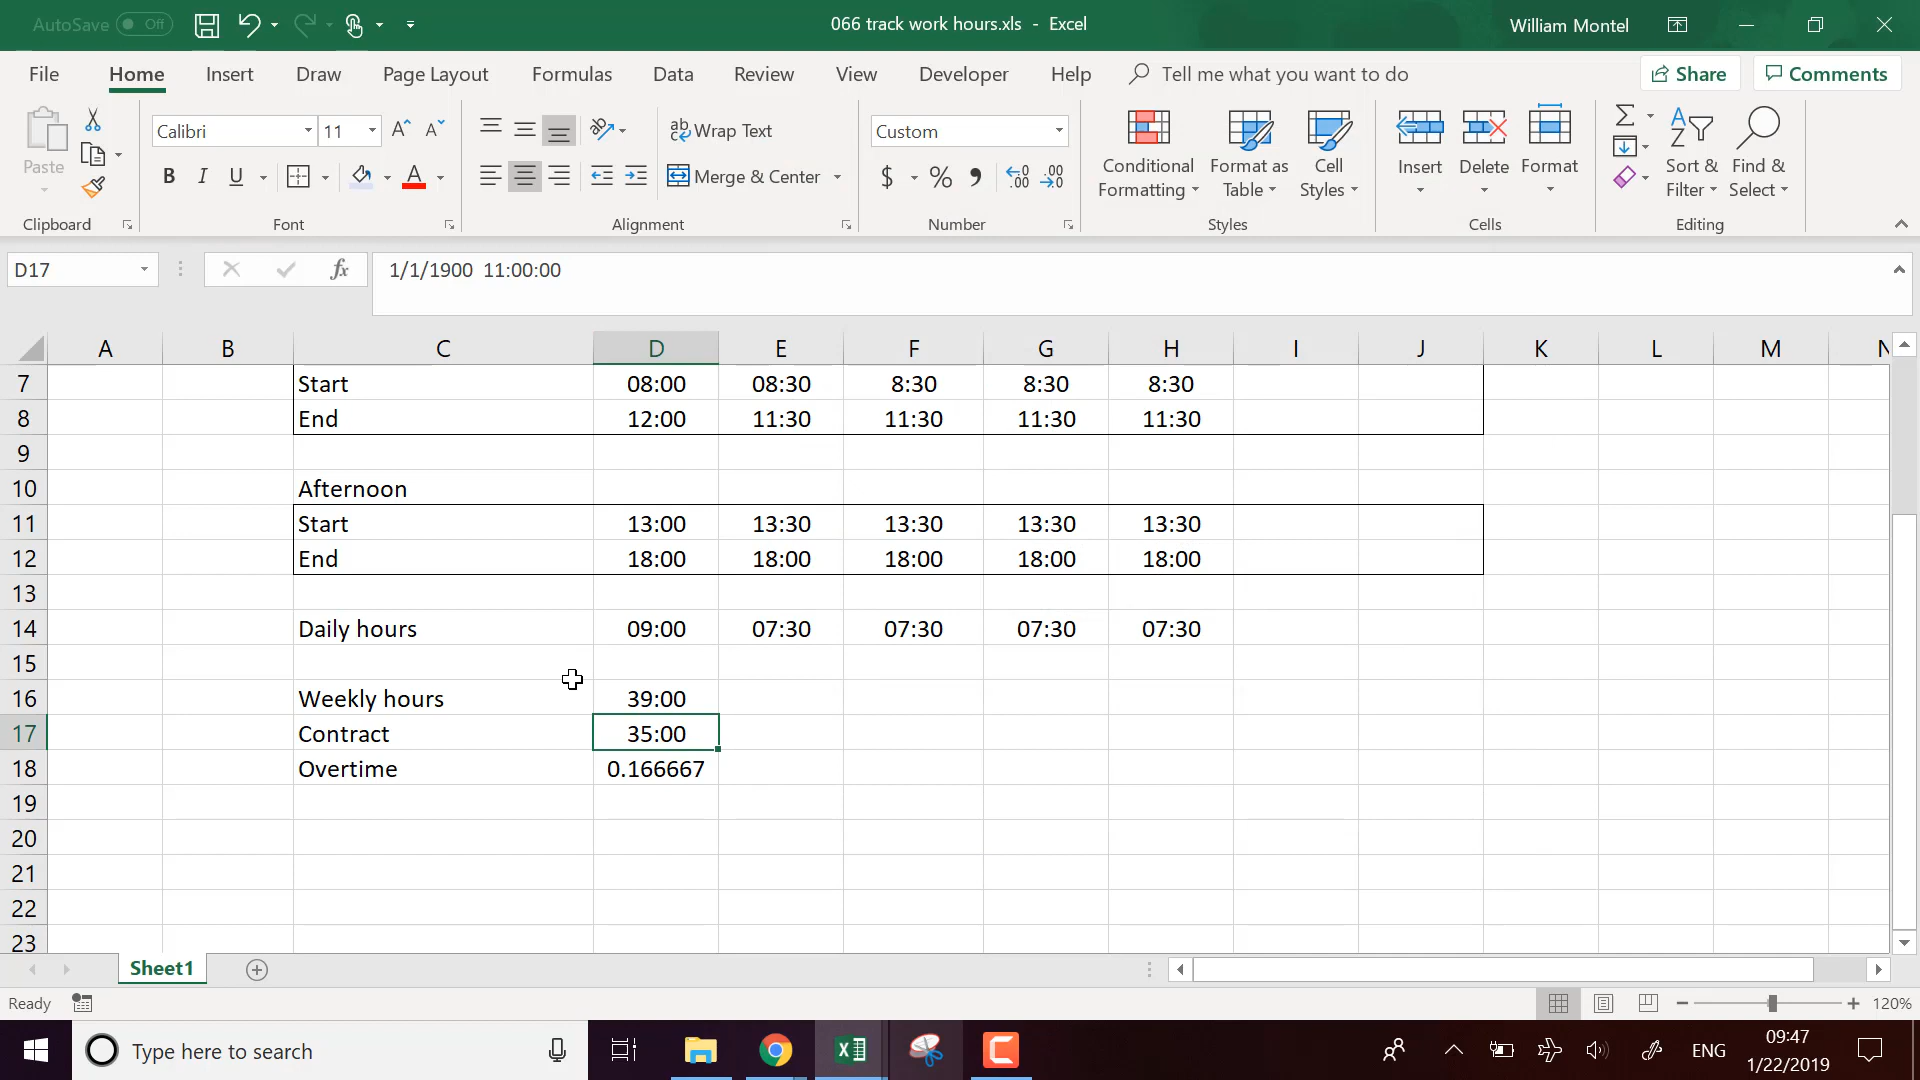 AutoSave Off
066 track work hours.xls - Excel
William Montel
File Home Insert Draw Page Layout Formulas Data Review View Developer Help Tell me what you want to do Share Comments
Paste
Calibri 11
B I U A
ab Wrap Text
Merge & Center
Custom
$ % 9
Conditional Formatting
Format as Table
Cell Styles
Insert Delete Format
Sort & Filter
Find & Select
Clipboard Font Alignment Number Styles Cells Editing
D17 fx 1/1/1900 11:00:00
A B C D E F G H I J K L M N
7 Start 08:00 08:30 8:30 8:30 8:30
8 End 12:00 11:30 11:30 11:30 11:30
9
10 Afternoon
11 Start 13:00 13:30 13:30 13:30 13:30
12 End 18:00 18:00 18:00 18:00 18:00
13
14 Daily hours 09:00 07:30 07:30 07:30 07:30
15
16 Weekly hours 39:00
17 Contract 35:00
18 Overtime 0.166667
19
20
21
22
23
Sheet1
Ready 120%
Type here to search
ENG
09:47
1/22/2019